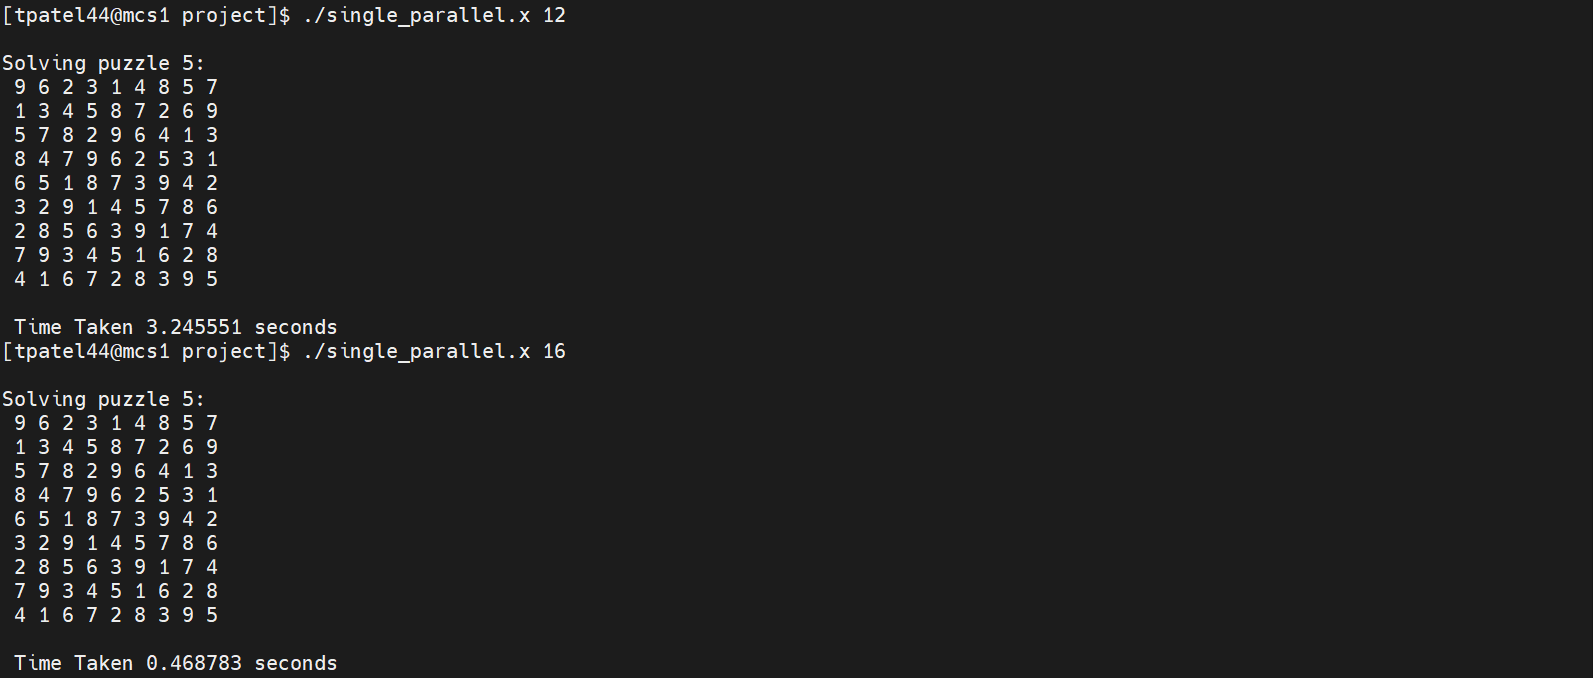 [tpatel44@mcs1 project]$ ./single_parallel.x 12
Solving puzzle 5:
9 6 2 3 1 4 8 5 7
1 3 4 5 8 7 2 6 9
5 7 8 2 9 6 4 1 3
8 4 7 9 6 2 5 3 1
6 5 1 8 7 3 9 4 2
3 2 9 1 4 5 7 8 6
2 8 5 6 3 9 1 7 4
7 9 3 4 5 1 6 2 8
4 1 6 7 2 8 3 9 5
Time Taken 3.245551 seconds
[tpatel44@mcs1 project]$ ./single_parallel.x 16
Solving puzzle 5:
9 6 2 3 1 4 8 5 7
1 3 4 5 8 7 2 6 9
5 7 8 2 9 6 4 1 3
8 4 7 9 6 2 5 3 1
6 5 1 8 7 3 9 4 2
3 2 9 1 4 5 7 8 6
2 8 5 6 3 9 1 7 4
7 9 3 4 5 1 6 2 8
4 1 6 7 2 8 3 9 5
Time Taken 0.468783 seconds